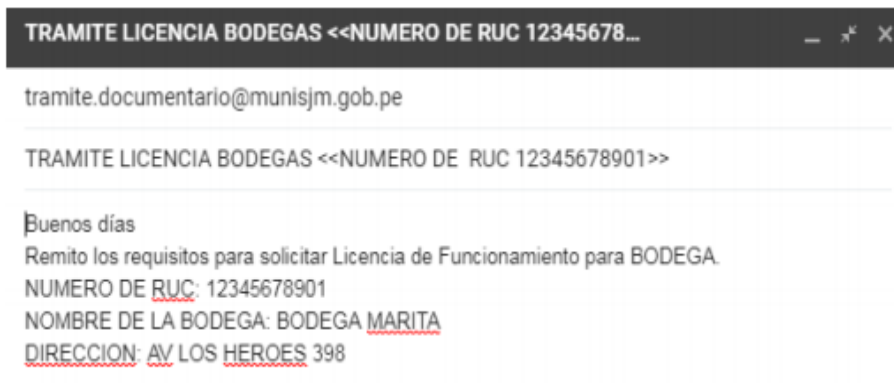 TRAMITE LICENCIA BODEGAS <<NUMERO DE RUC 12345678...
tramite.documentario@munisjm.gob.pe
TRAMITE LICENCIA BODEGAS <<NUMERO DE RUC 12345678901>>
Buenos días
Remito los requisitos para solicitar Licencia de Funcionamiento para BODEGA.
NUMERO DE RUC: 12345678901
NOMBRE DE LA BODEGA: BODEGA MARITA
DIRECCION: AV LOS HEROES 398